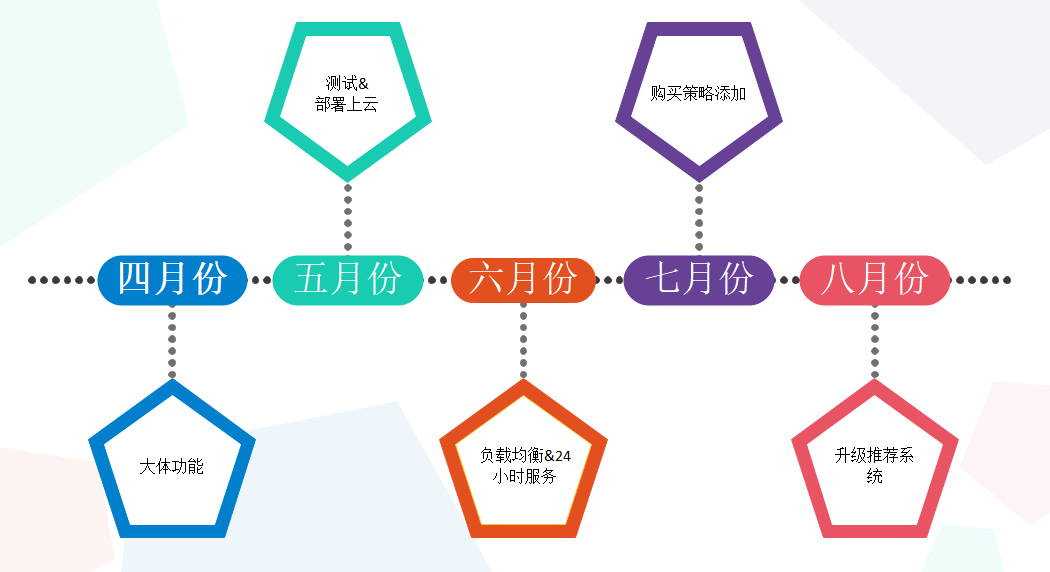 测试&
部署上云
购买策略添加
四月份
五月份
六月份
七月份
八月份
大体功能
负载均衡&24
小时服务
升级推荐系
统